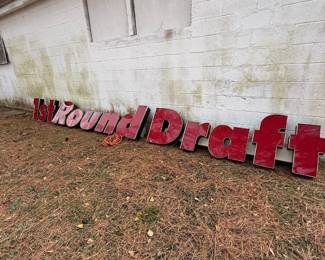 1st Round Draft